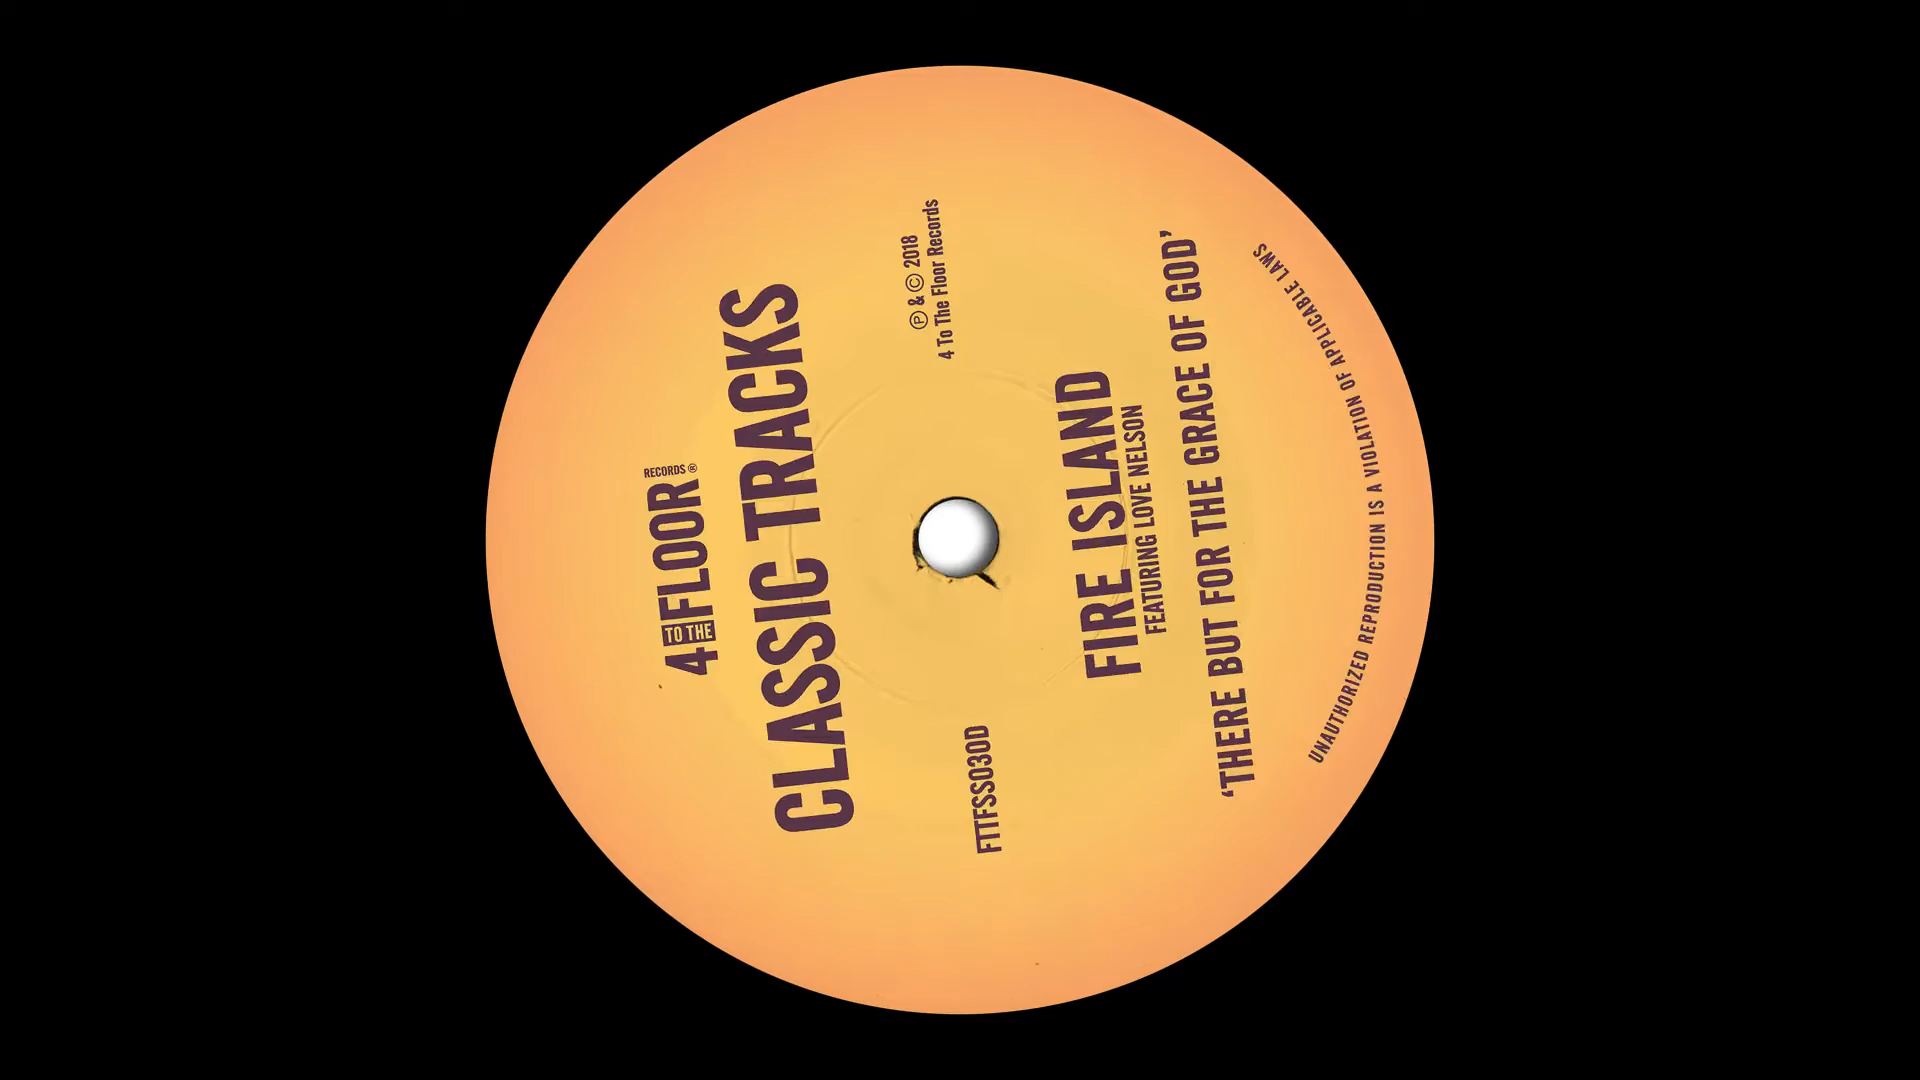 4 TO THE FLOOR RECORDS ®
CLASSIC TRACKS
℗ & © 2018
4 To The Floor Records
FTTFSS030D
FIRE ISLAND
FEATURING LOVE NELSON
‘THERE BUT FOR THE GRACE OF GOD’
UNAUTHORIZED REPRODUCTION IS A VIOLATION OF APPLICABLE LAWS